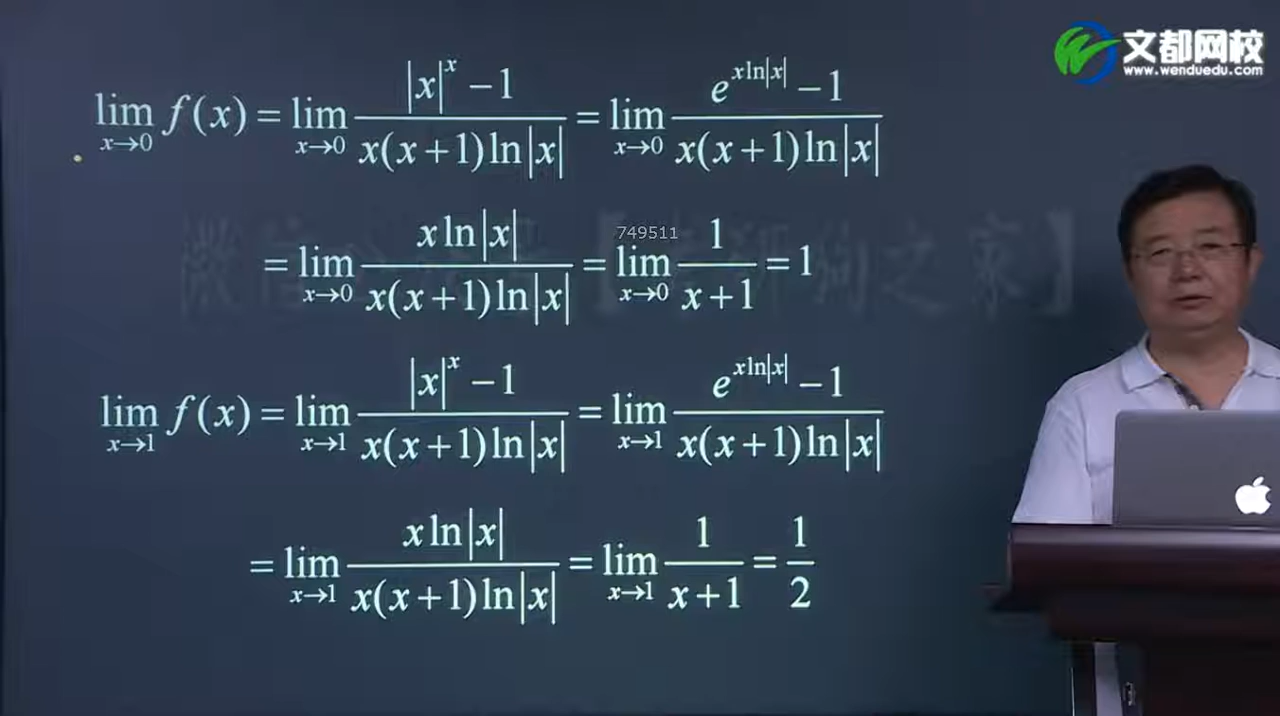 文都网校
www.wenduedu.com
lim_{x→0} f(x) = lim_{x→0} (|x|^x − 1)/(x(x+1)ln|x|) = lim_{x→0} (e^{xln|x|} − 1)/(x(x+1)ln|x|)
749511
= lim_{x→0} (x ln|x|)/(x(x+1)ln|x|) = lim_{x→0} 1/(x+1) = 1
lim_{x→1} f(x) = lim_{x→1} (|x|^x − 1)/(x(x+1)ln|x|) = lim_{x→1} (e^{xln|x|} − 1)/(x(x+1)ln|x|)
= lim_{x→1} (x ln|x|)/(x(x+1)ln|x|) = lim_{x→1} 1/(x+1) = 1/2